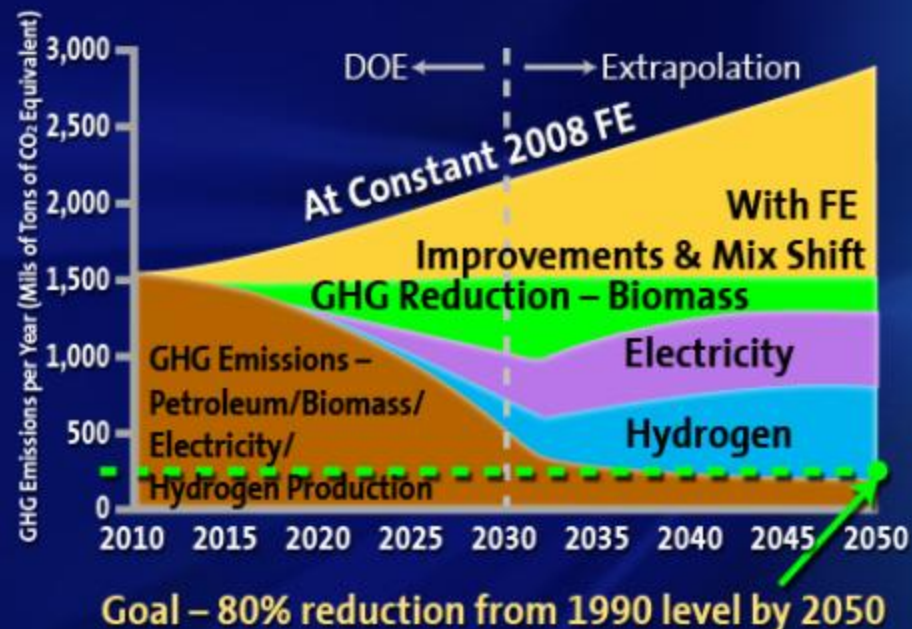 GHG Emissions per Year (Mills of Tons of CO₂ Equivalent)
3,000
2,500
2,000
1,500
1,000
500
0
DOE
Extrapolation
At Constant 2008 FE
With FE
Improvements & Mix Shift
GHG Reduction – Biomass
Electricity
Hydrogen
GHG Emissions –
Petroleum/Biomass/
Electricity/
Hydrogen Production
2010 2015 2020 2025 2030 2035 2040 2045 2050
Goal – 80% reduction from 1990 level by 2050